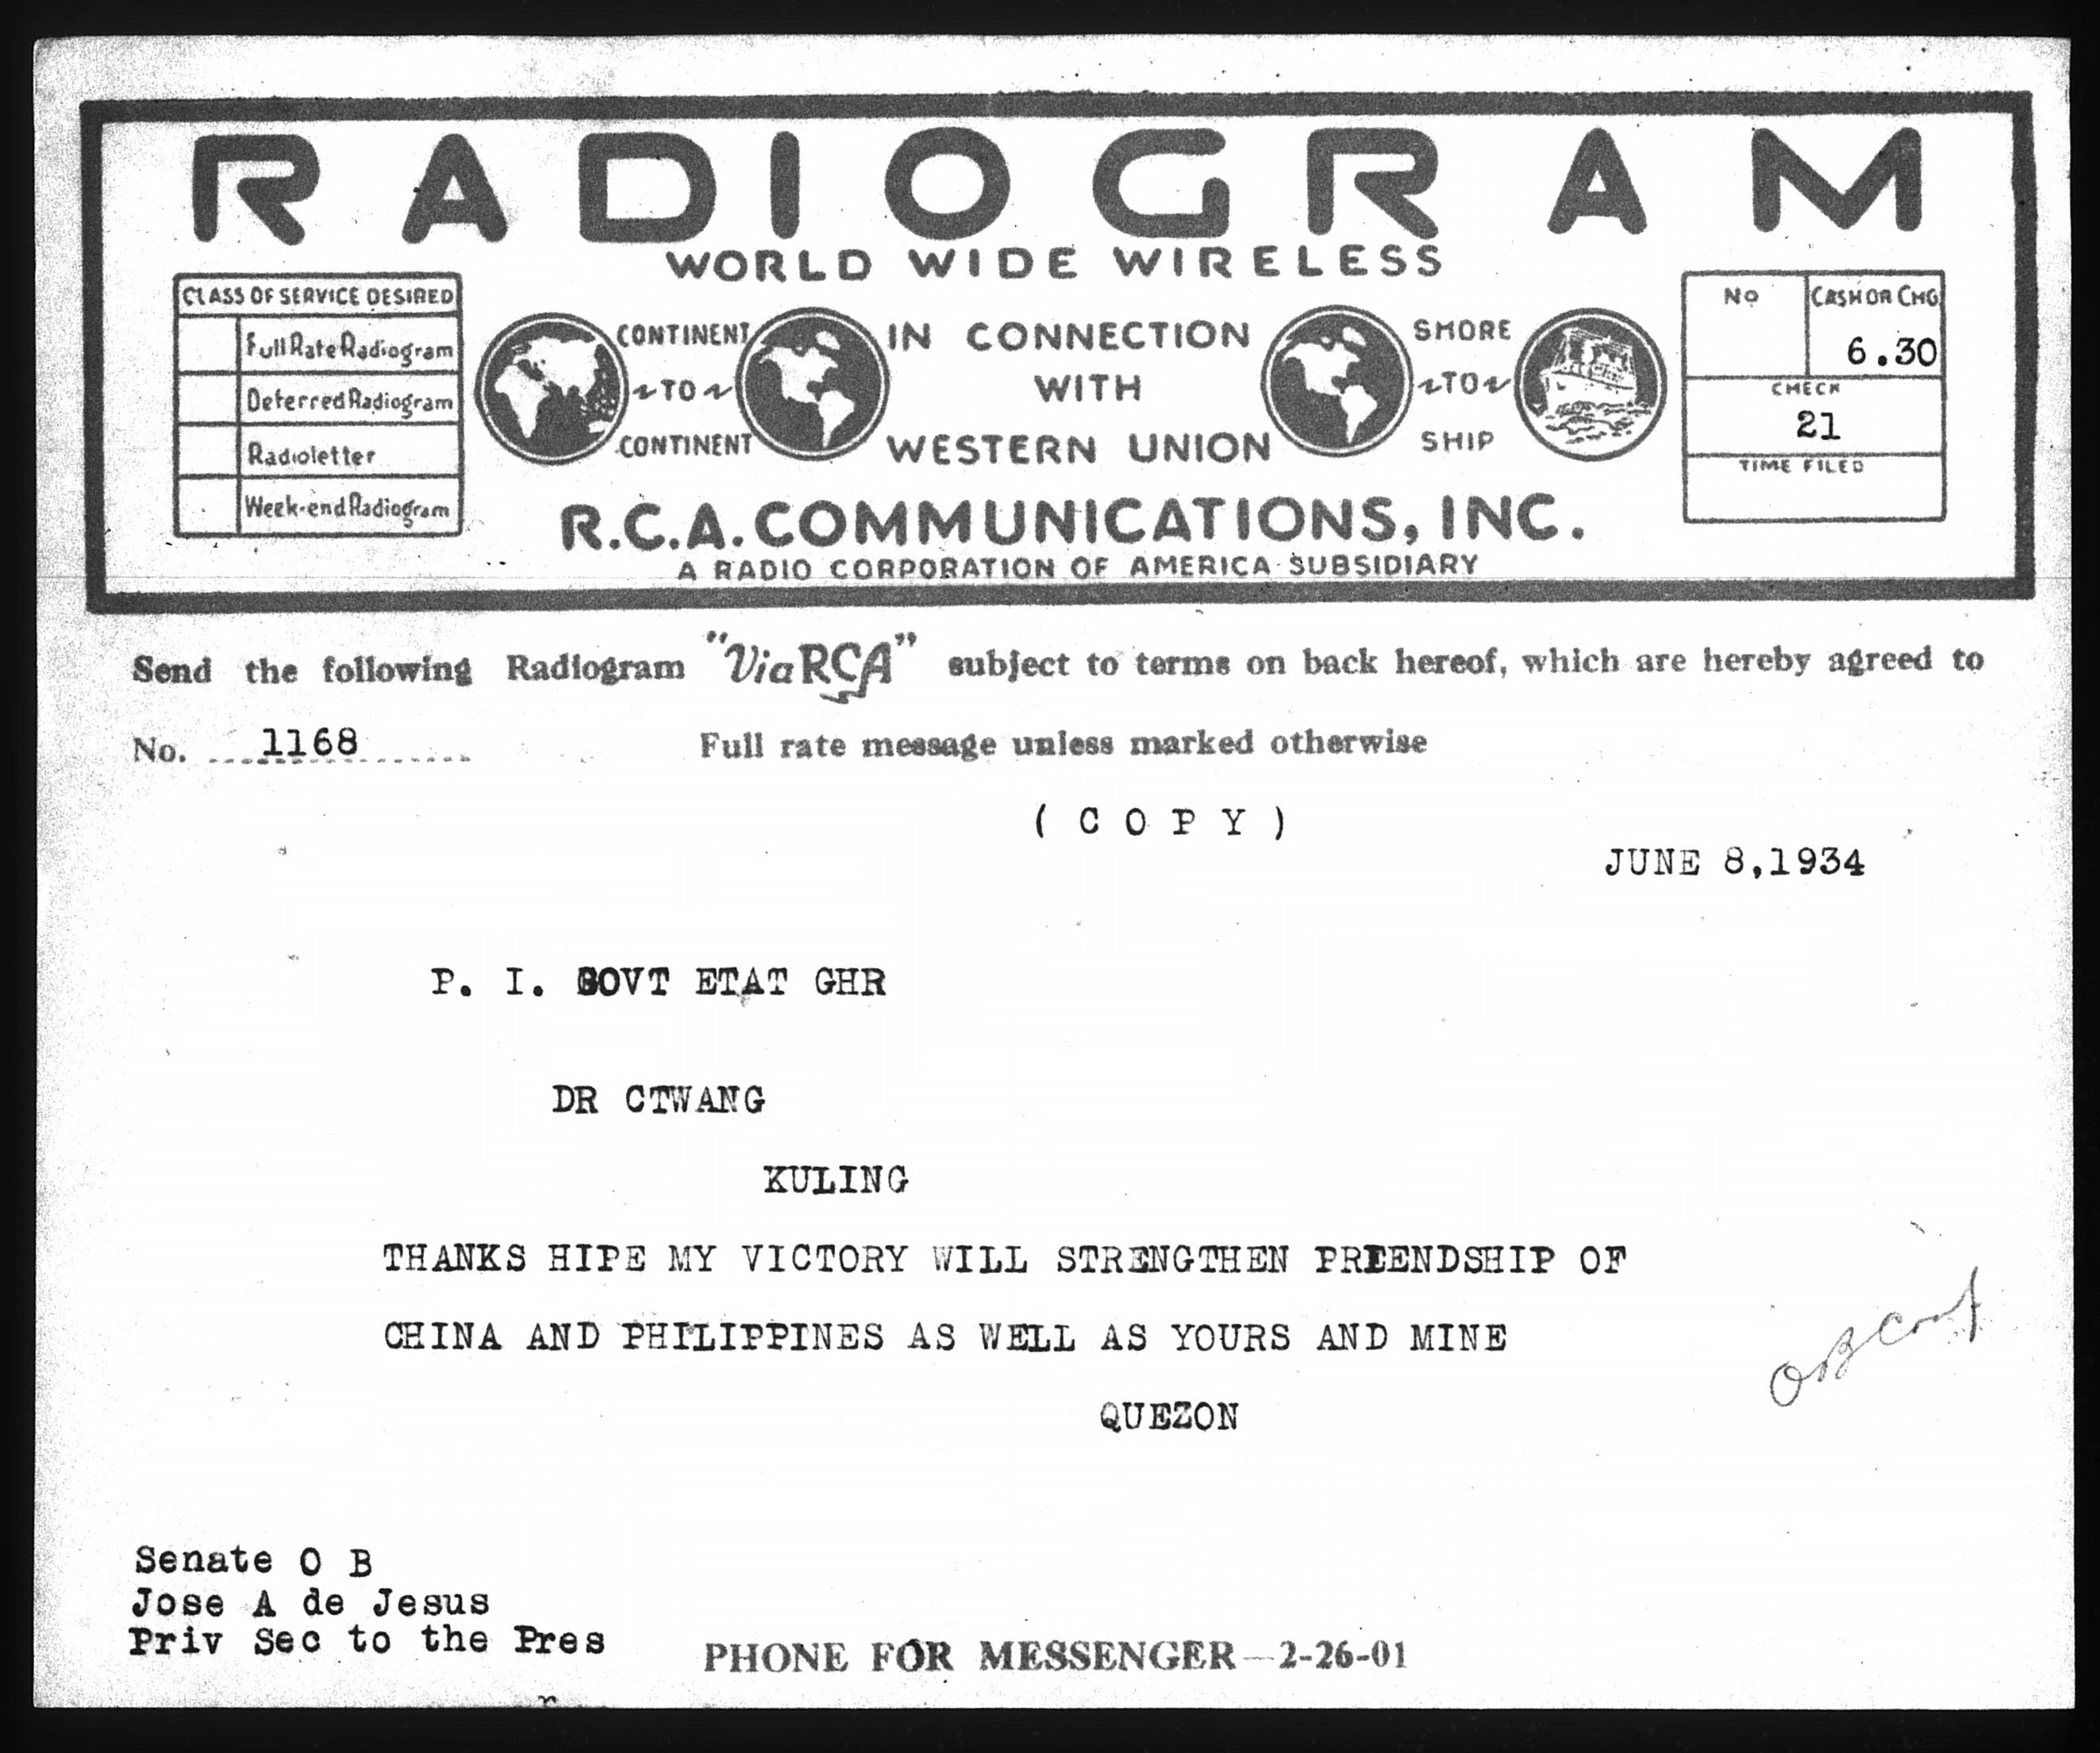 RADIOGRAM
WORLD WIDE WIRELESS
CLASS OF SERVICE DESIRED
Full Rate Radiogram
Deferred Radiogram
Radioletter
Week-end Radiogram
CONTINENT
TO
CONTINENT
IN CONNECTION
WITH
WESTERN UNION
SHORE
TO
SHIP
No
CASH OR CHG
6.30
CHECK
21
TIME FILED
R.C.A. COMMUNICATIONS, INC.
A RADIO CORPORATION OF AMERICA SUBSIDIARY
Send the following Radiogram "Via RCA" subject to terms on back hereof, which are hereby agreed to
No. 1168 Full rate message unless marked otherwise
( C O P Y )
JUNE 8,1934
P. I. GOVT ETAT GHR
DR CTWANG
KULING
THANKS HIPE MY VICTORY WILL STRENGTHEN PRIENDSHIP OF
CHINA AND PHILIPPINES AS WELL AS YOURS AND MINE
QUEZON
Senate O B
Jose A de Jesus
Priv Sec to the Pres
PHONE FOR MESSENGER—2-26-01